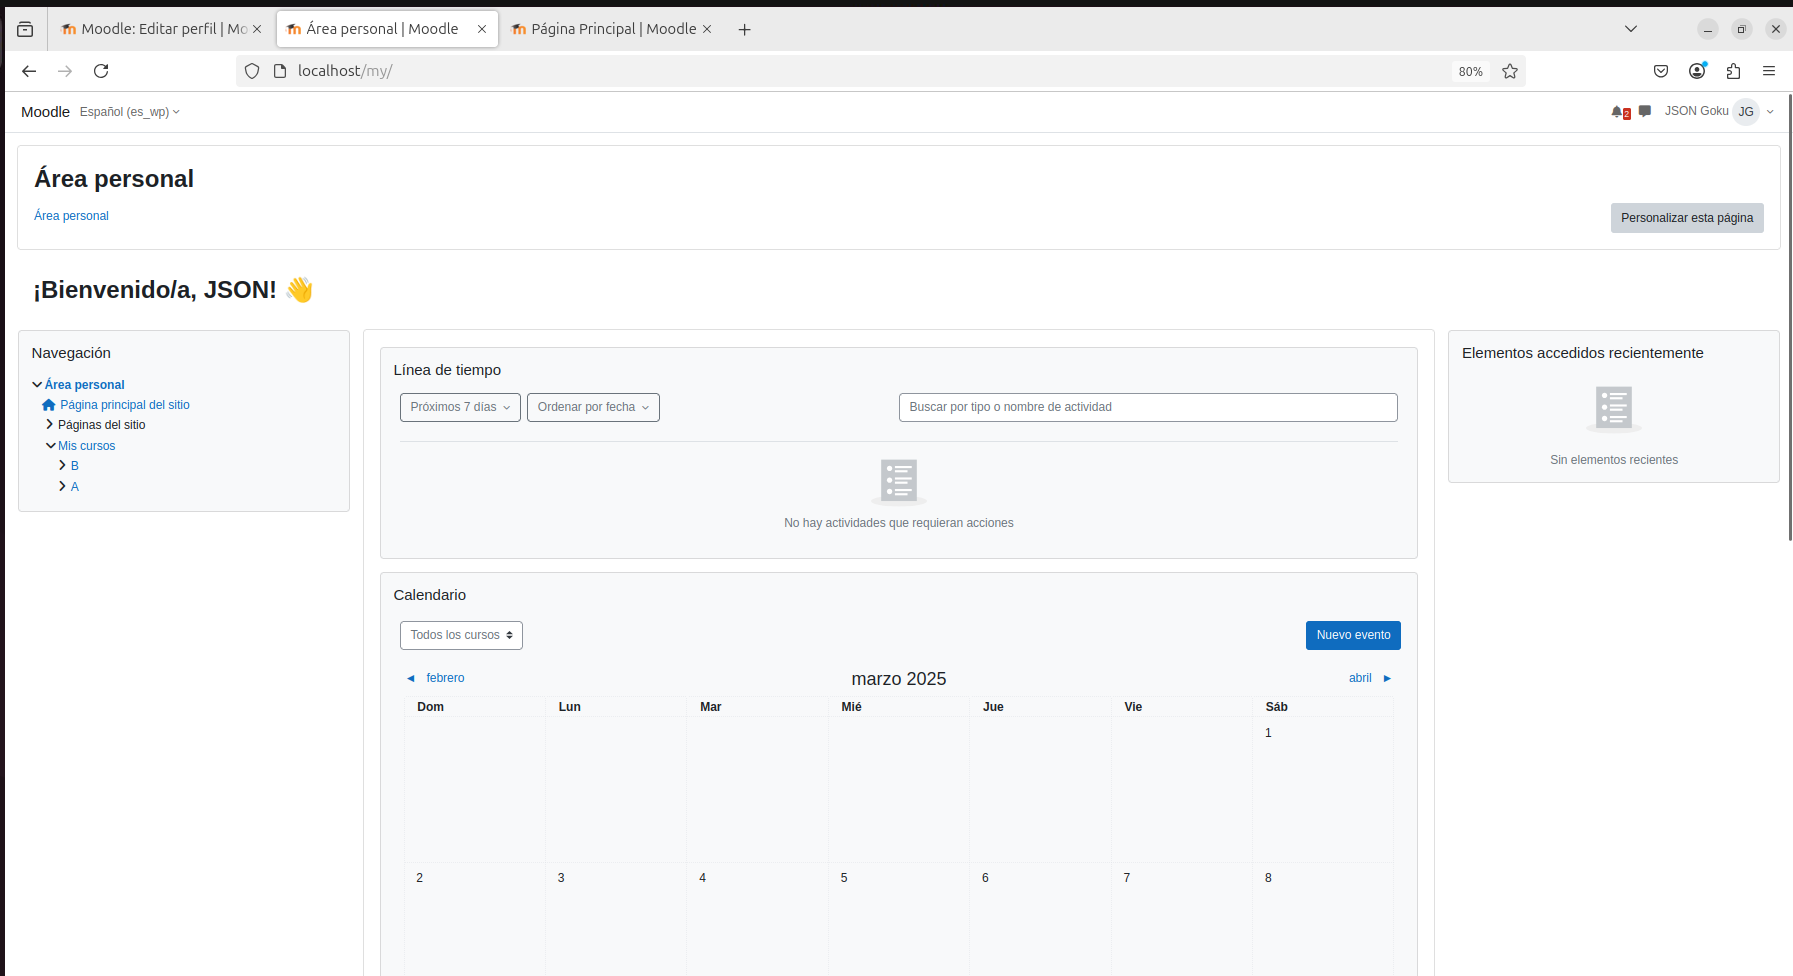 Moodle: Editar perfil | Mo
Área personal | Moodle
Página Principal | Moodle
localhost/my/
80%
Moodle
Español (es_wp)
2
JSON Goku
JG
Área personal
Área personal
Personalizar esta página
¡Bienvenido/a, JSON! 👋
Navegación
Área personal
Página principal del sitio
Páginas del sitio
Mis cursos
B
A
Línea de tiempo
Próximos 7 días
Ordenar por fecha
Buscar por tipo o nombre de actividad
No hay actividades que requieran acciones
Elementos accedidos recientemente
Sin elementos recientes
Calendario
Todos los cursos
Nuevo evento
◄ febrero
marzo 2025
abril ►
Dom Lun Mar Mié Jue Vie Sáb
1
2 3 4 5 6 7 8